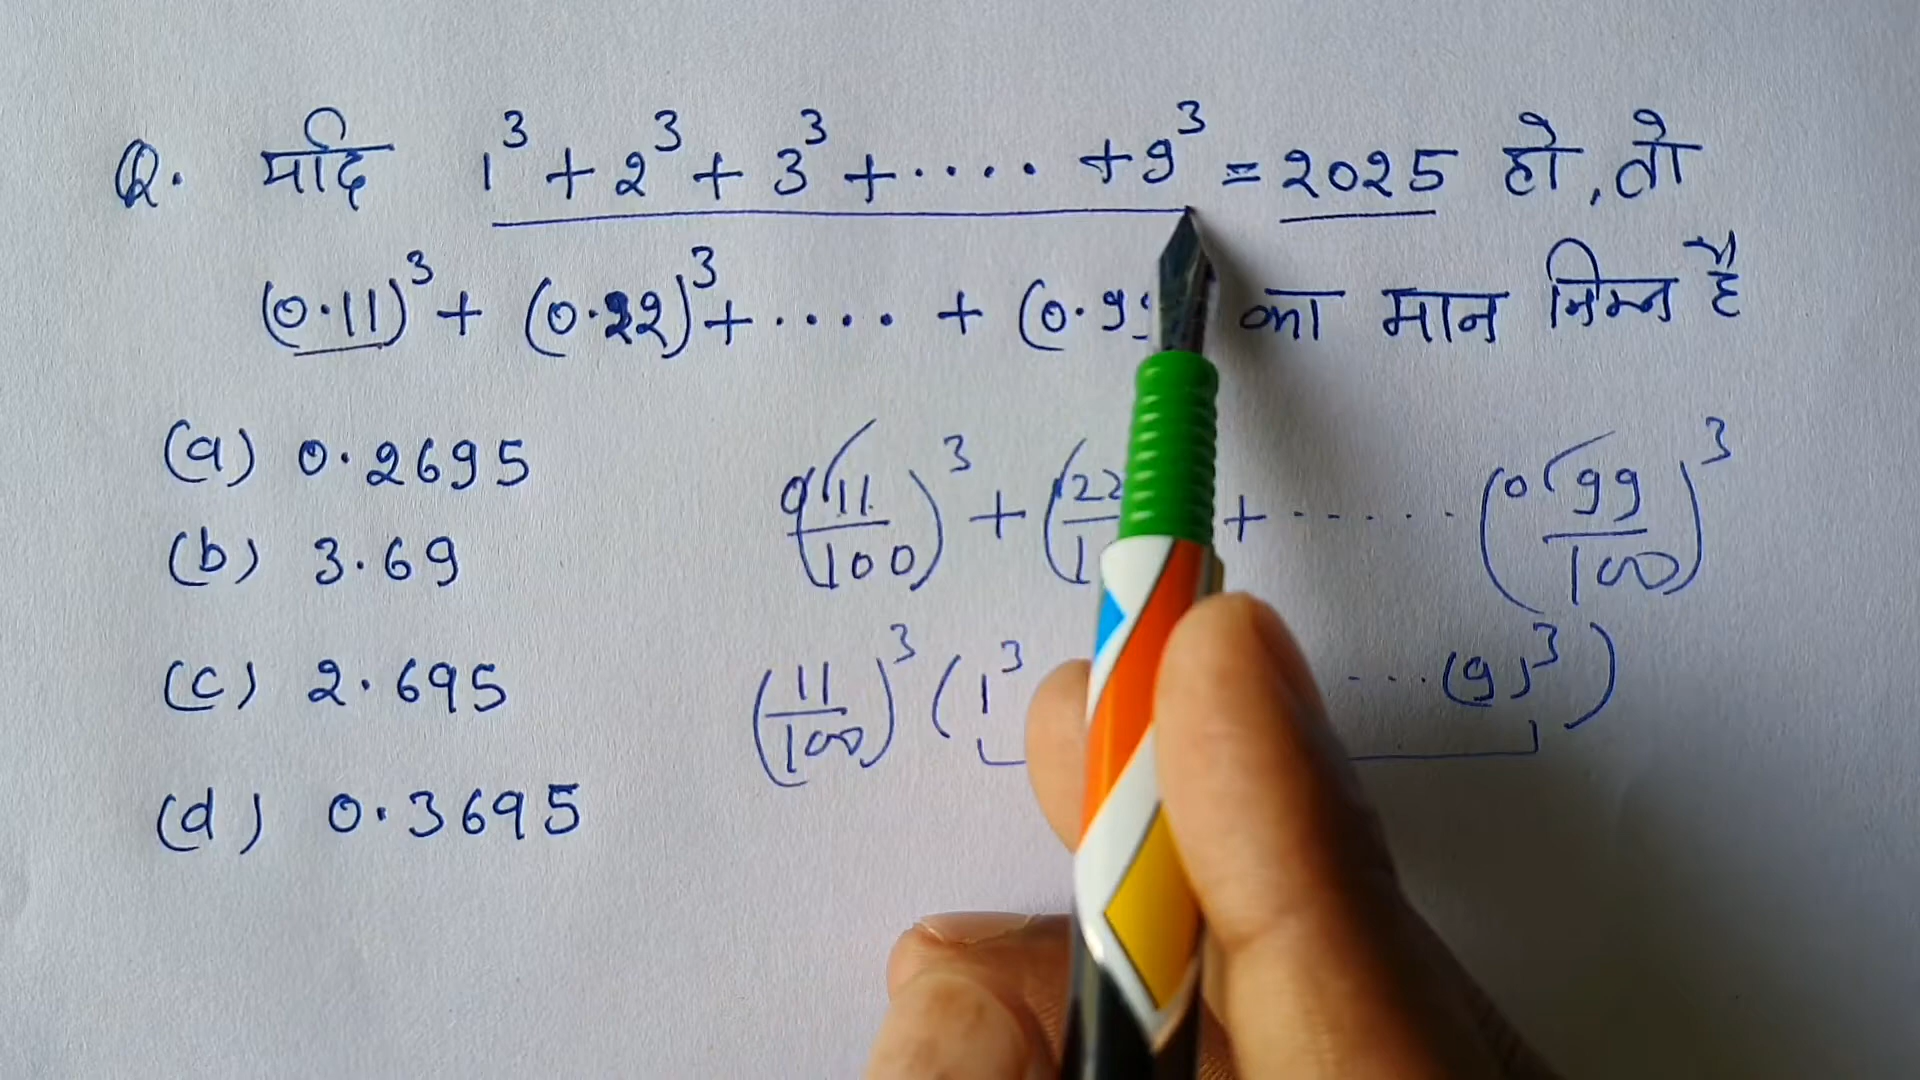 Q. यदि 1³ + 2³ + 3³ + ..... + 9³ = 2025 हो, तो
(0.11)³ + (0.22)³ + ..... + (0.9 का मान निम्न है
(a) 0.2695
(b) 3.69
(c) 2.695
(d) 0.3695
(11/100)³ + (22 + ...... (99/100)³
(11/100)³ (1³ ....(9)³)